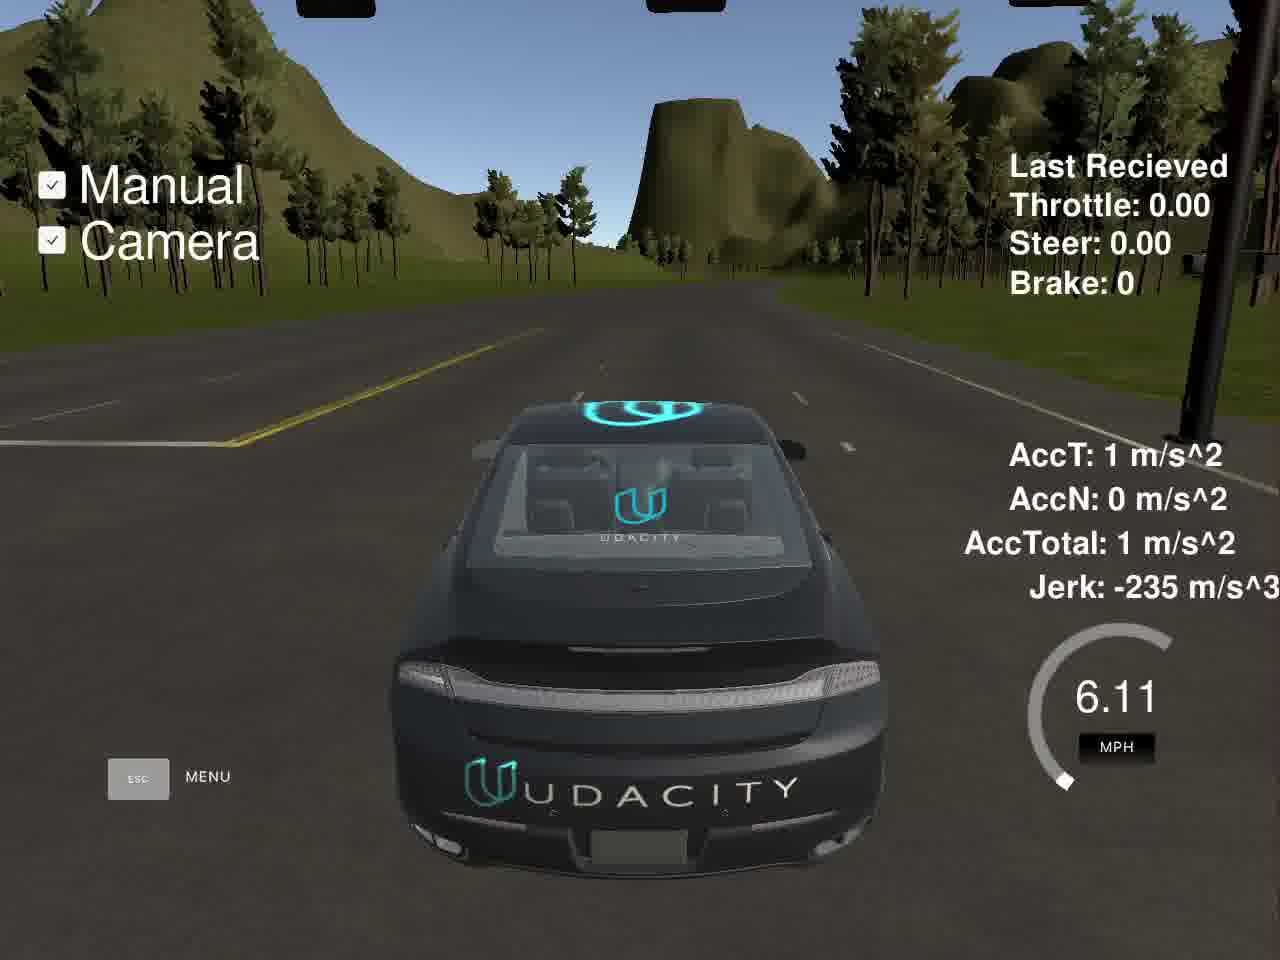 Manual
Camera
Last Recieved
Throttle: 0.00
Steer: 0.00
Brake: 0
AccT: 1 m/s^2
AccN: 0 m/s^2
AccTotal: 1 m/s^2
Jerk: -235 m/s^3
UDACITY
6.11
MPH
ESC MENU
UDACITY